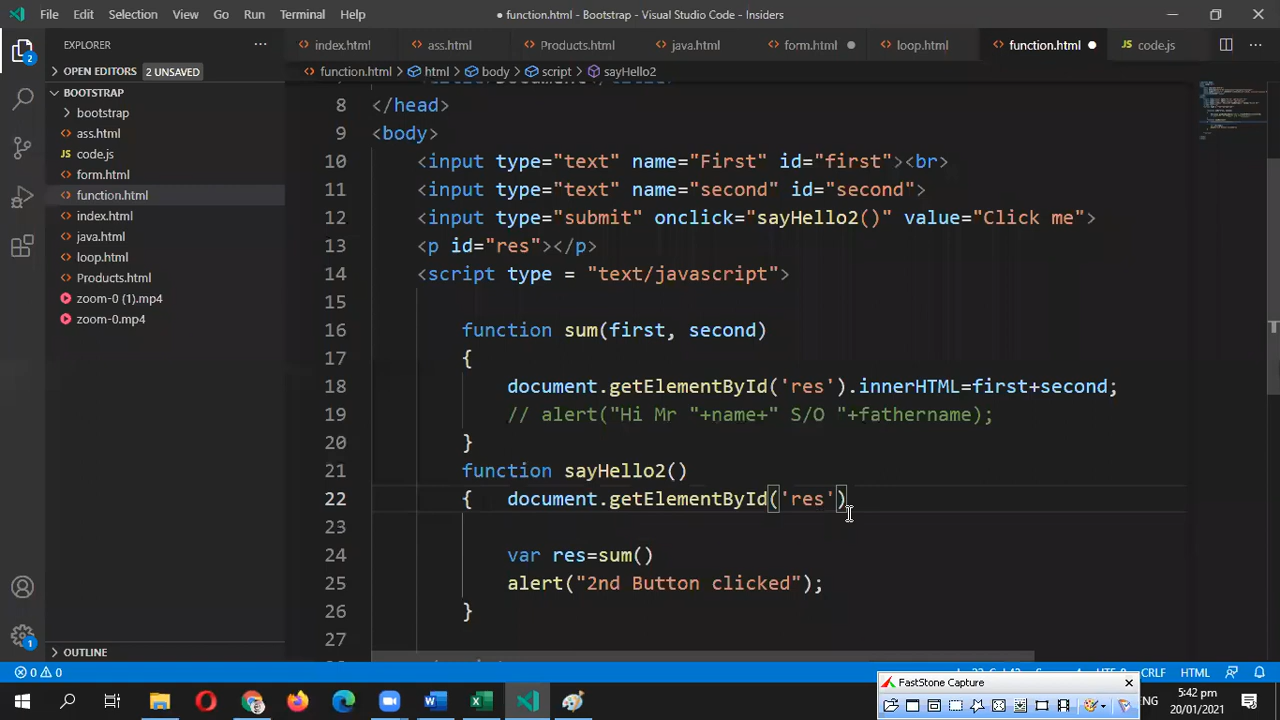 File Edit Selection View Go Run Terminal Help
● function.html - Bootstrap - Visual Studio Code - Insiders
EXPLORER
index.html ass.html Products.html java.html form.html loop.html function.html code.js
OPEN EDITORS 2 UNSAVED
function.html > html > body > script > sayHello2
BOOTSTRAP
bootstrap
ass.html
code.js
form.html
function.html
index.html
java.html
loop.html
Products.html
zoom-0 (1).mp4
zoom-0.mp4
8 </head>
9 <body>
10 <input type="text" name="First" id="first"><br>
11 <input type="text" name="second" id="second">
12 <input type="submit" onclick="sayHello2()" value="Click me">
13 <p id="res"></p>
14 <script type = "text/javascript">
15
16 function sum(first, second)
17 {
18 document.getElementById('res').innerHTML=first+second;
19 // alert("Hi Mr "+name+" S/O "+fathername);
20 }
21 function sayHello2()
22 { document.getElementById('res')
23
24 var res=sum()
25 alert("2nd Button clicked");
26 }
27
OUTLINE
2
1
0 0
CRLF HTML
FastStone Capture
ENG
5:42 pm
20/01/2021